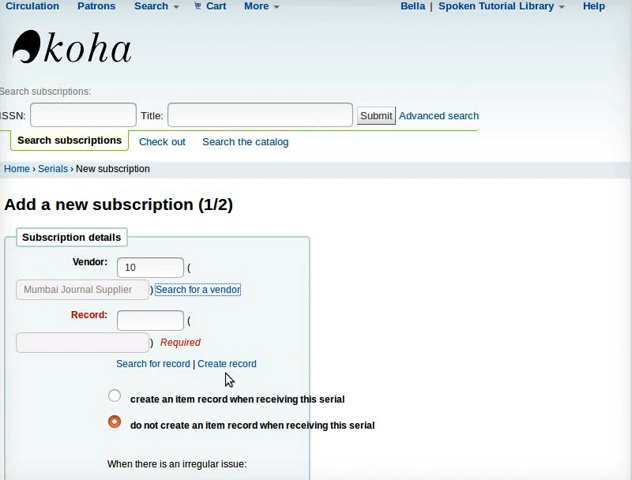 Circulation Patrons Search Cart More Bella | Spoken Tutorial Library Help
koha
Search subscriptions:
ISSN: Title: Submit Advanced search
Search subscriptions Check out Search the catalog
Home › Serials › New subscription
Add a new subscription (1/2)
Subscription details
Vendor: 10 (
Mumbai Journal Supplier ) Search for a vendor
Record: (
) Required
Search for record | Create record
create an item record when receiving this serial
do not create an item record when receiving this serial
When there is an irregular issue: